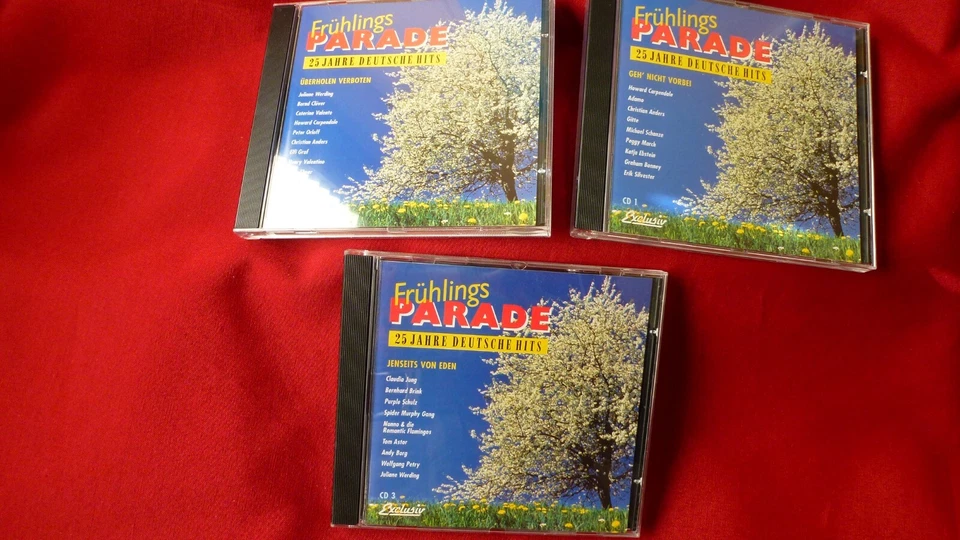 Frühlings
PARADE
25 JAHRE DEUTSCHE HITS
ÜBERHOLEN VERBOTEN
Juliane Werding
Bernd Clüver
Caterina Valente
Howard Carpendale
Peter Orloff
Christian Anders
Ulli Graf
Valentino
Frühlings
PARADE
25 JAHRE DEUTSCHE HITS
GEH' NICHT VORBEI
Howard Carpendale
Adamo
Christian Anders
Gitte
Michael Schanze
Peggy March
Katja Ebstein
Graham Bonney
Erik Silvester
CD 1
Exclusiv
Frühlings
PARADE
25 JAHRE DEUTSCHE HITS
JENSEITS VON EDEN
Claudia Jung
Bernhard Brink
Purple Schulz
Spider Murphy Gang
Nanna & die
Romantic Flamingos
Tom Astor
Andy Borg
Wolfgang Petry
Juliane Werding
CD 3
Exclusiv